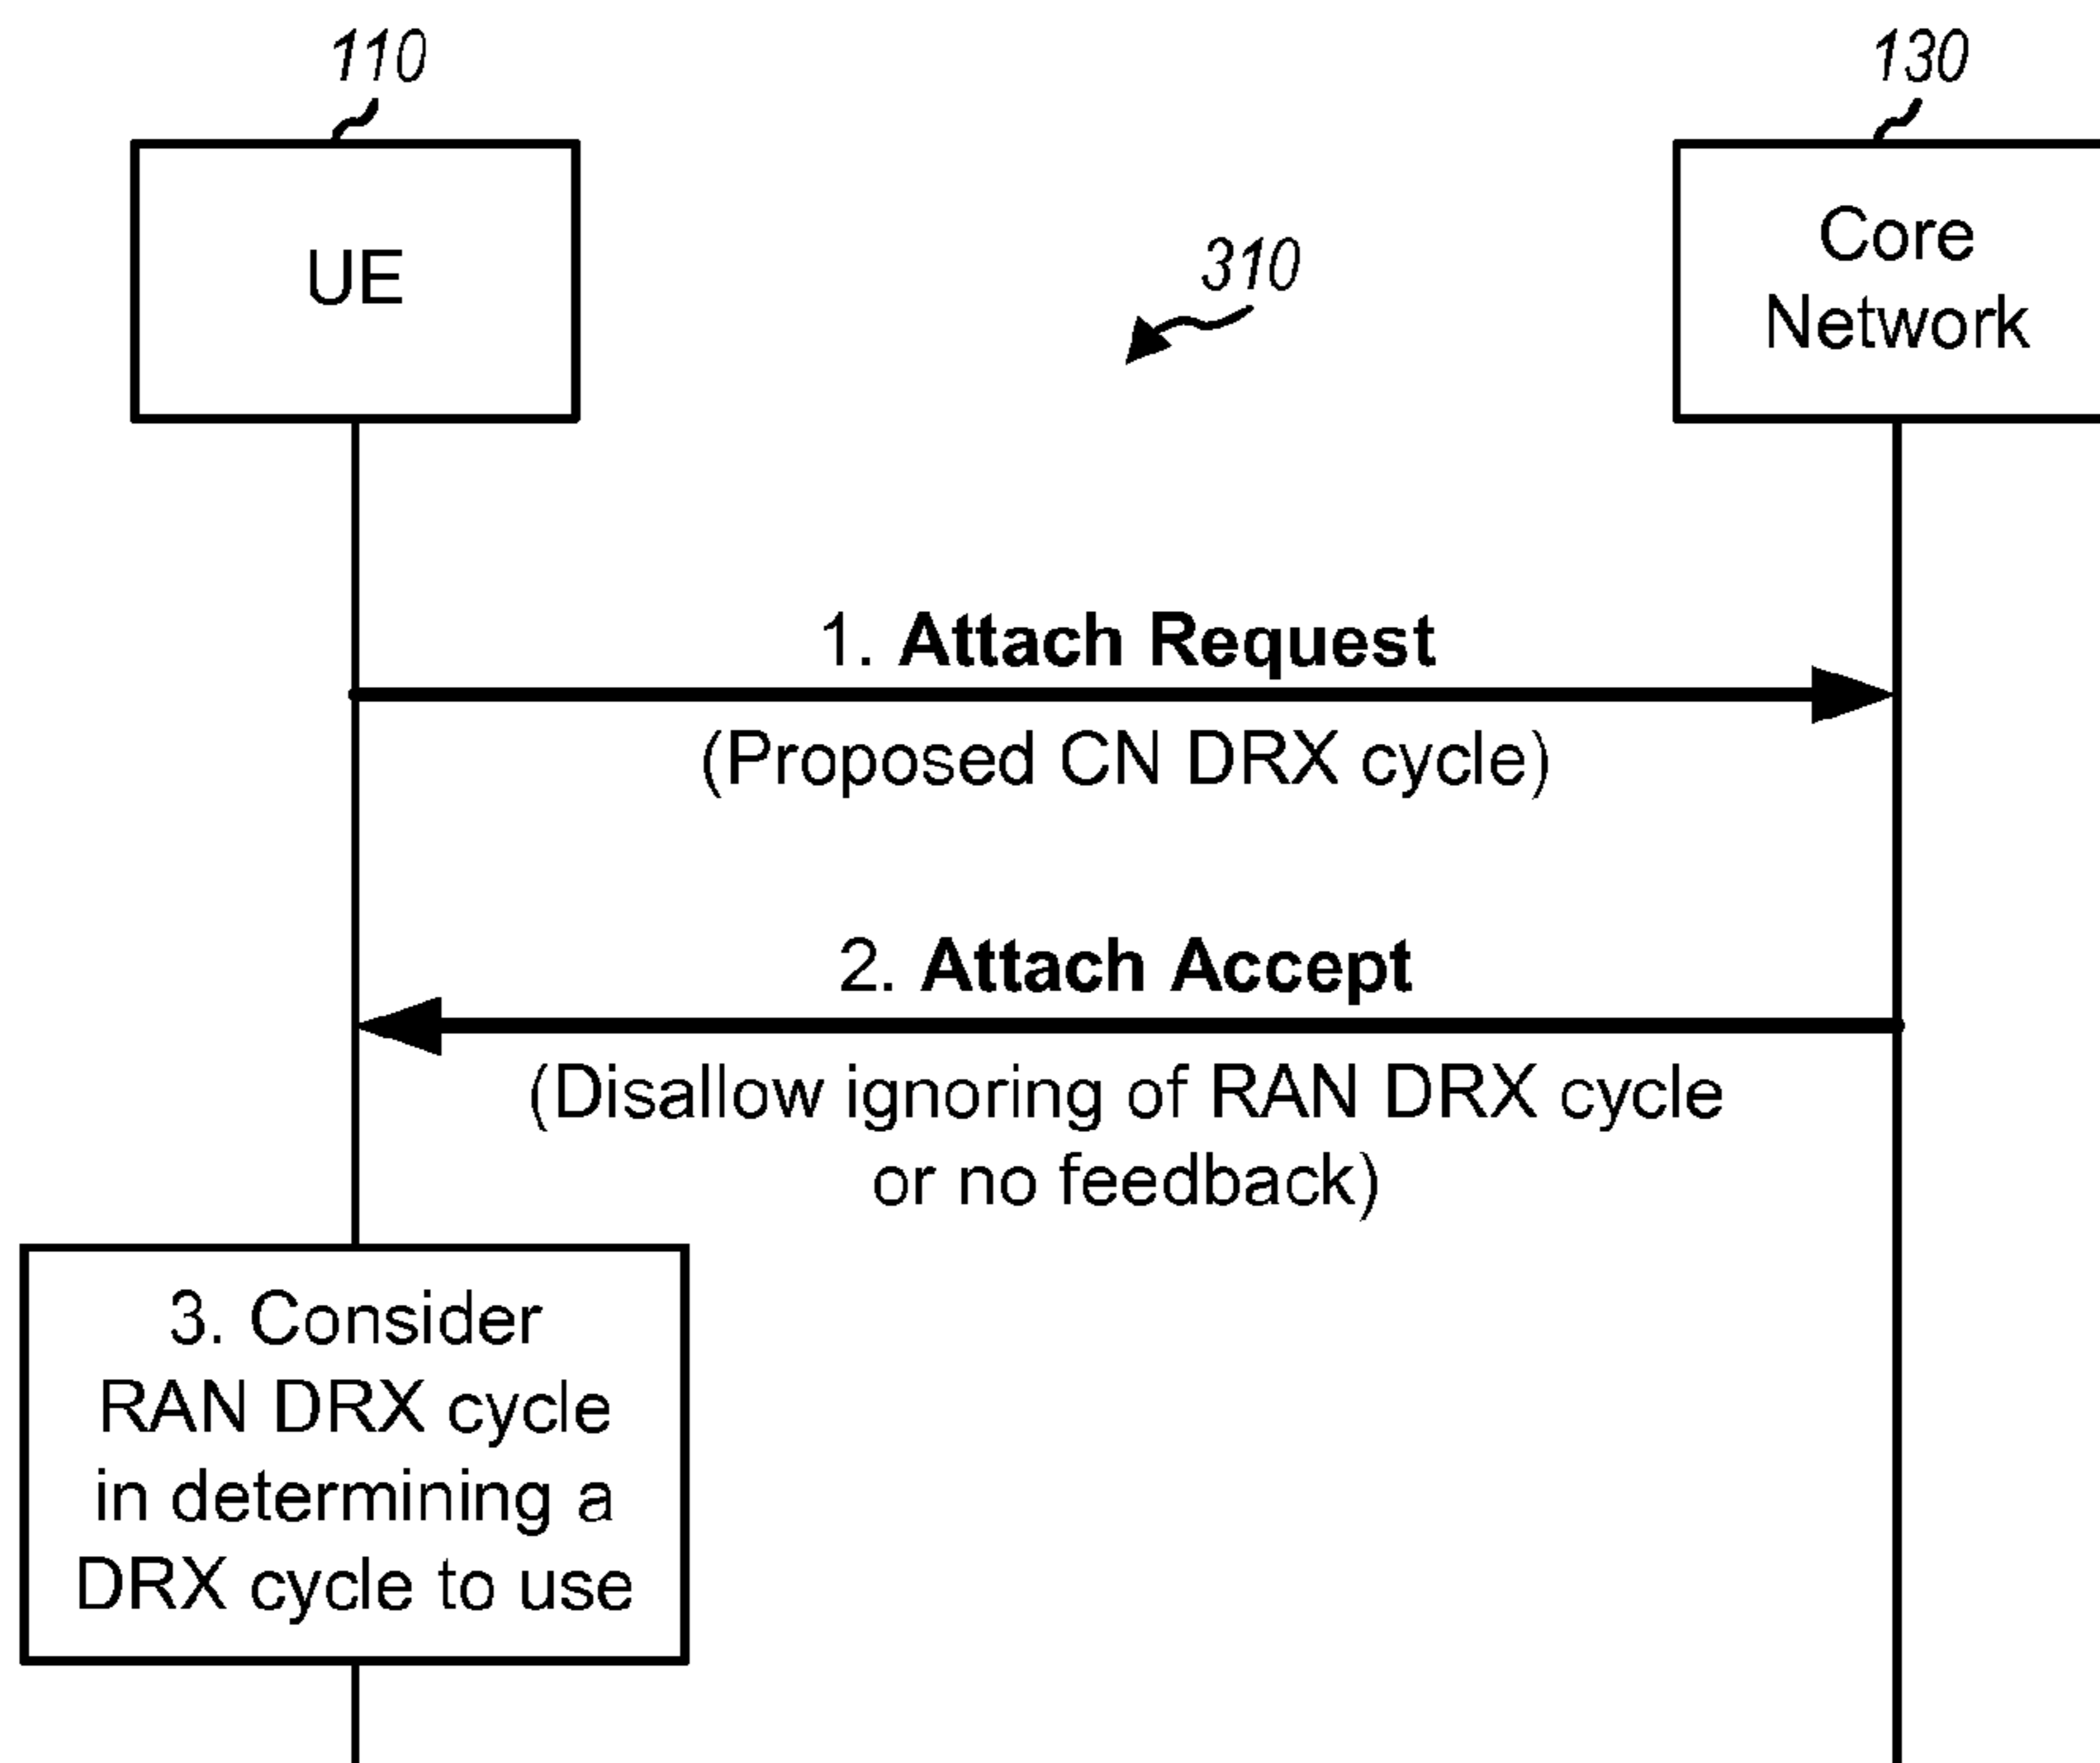 110
130
UE
Core
Network
310
1. Attach Request
(Proposed CN DRX cycle)
2. Attach Accept
(Disallow ignoring of RAN DRX cycle
or no feedback)
3. Consider
RAN DRX cycle
in determining a
DRX cycle to use